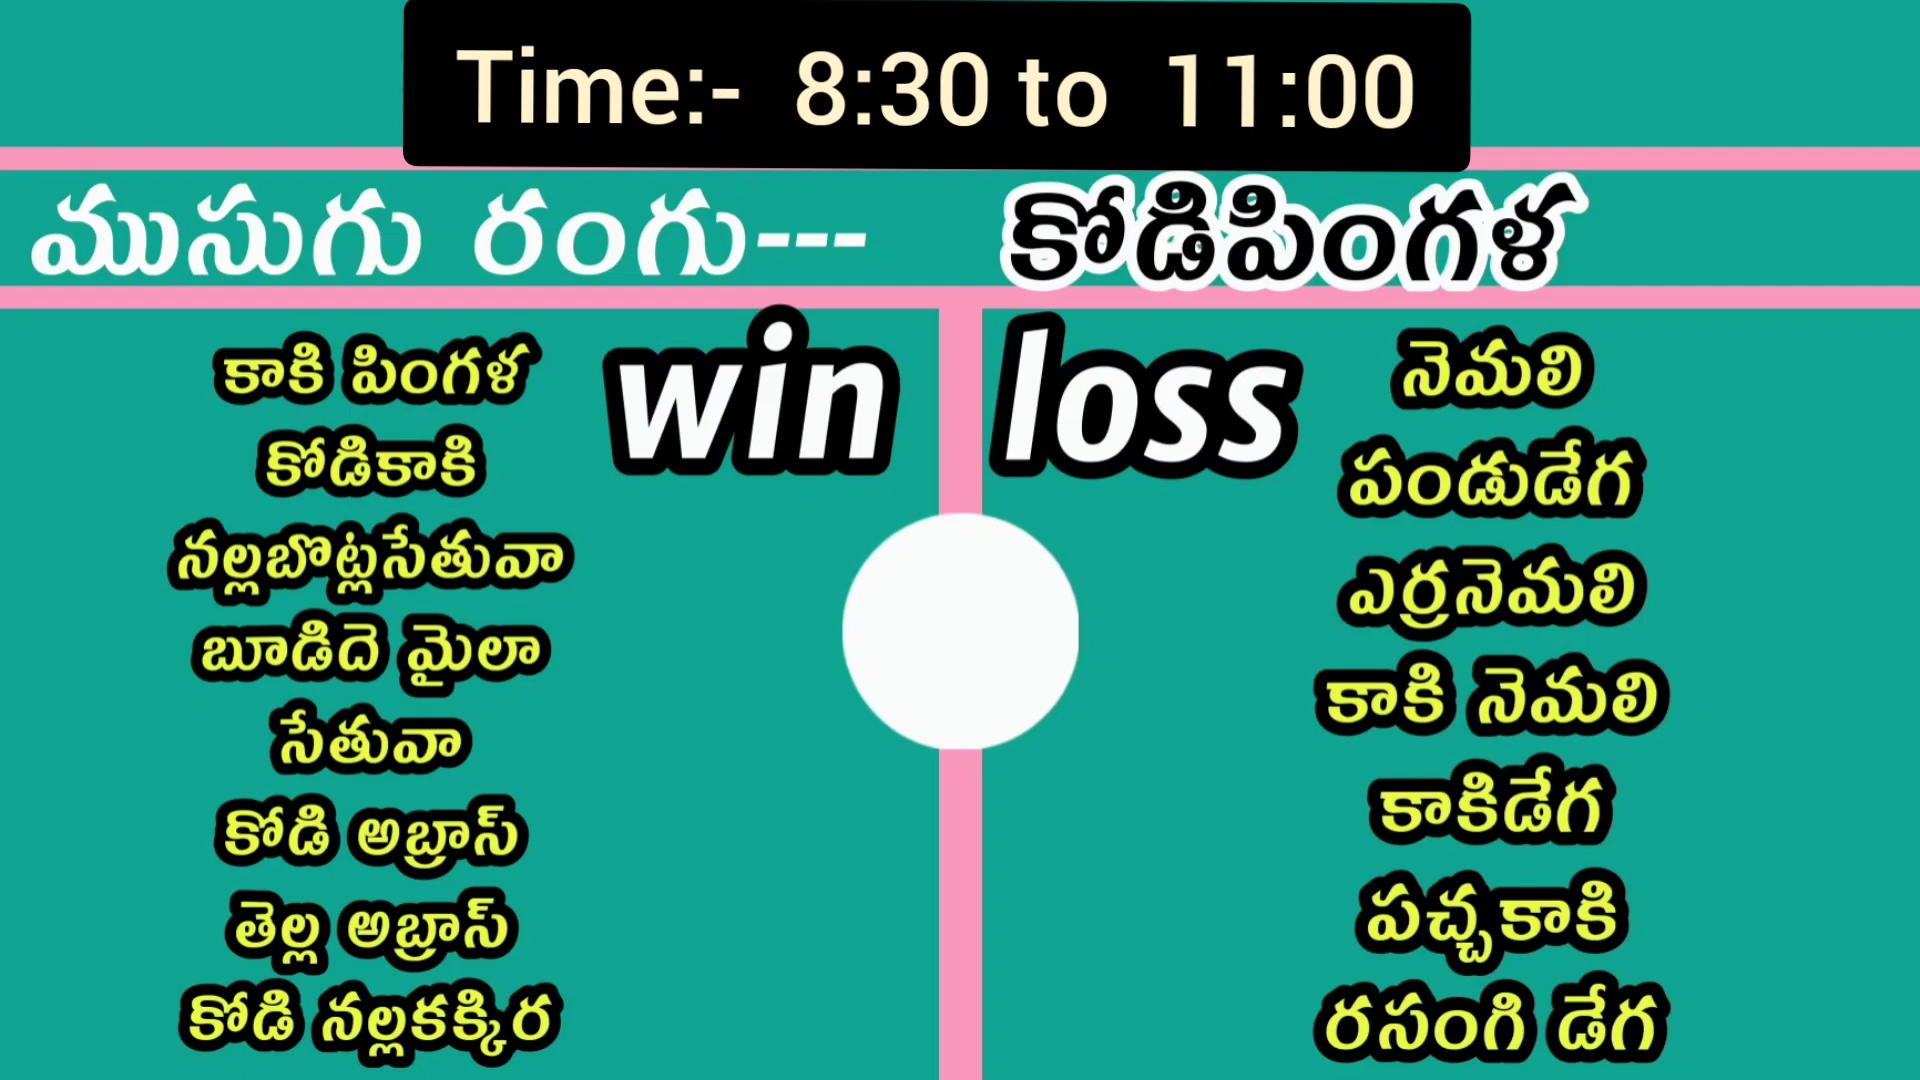 Time:- 8:30 to 11:00
ముసుగు రంగు--- కోడిపింగళ
win loss
కాకి పింగళ
కోడికాకి
నల్లబొట్లసేతువా
బూడిదె మైలా
సేతువా
కోడి అబ్రాస్
తెల్ల అబ్రాస్
కోడి నల్లకక్కిర
నెమలి
పండుడేగ
ఎర్రనెమలి
కాకి నెమలి
కాకిడేగ
పచ్చకాకి
రసంగి డేగ